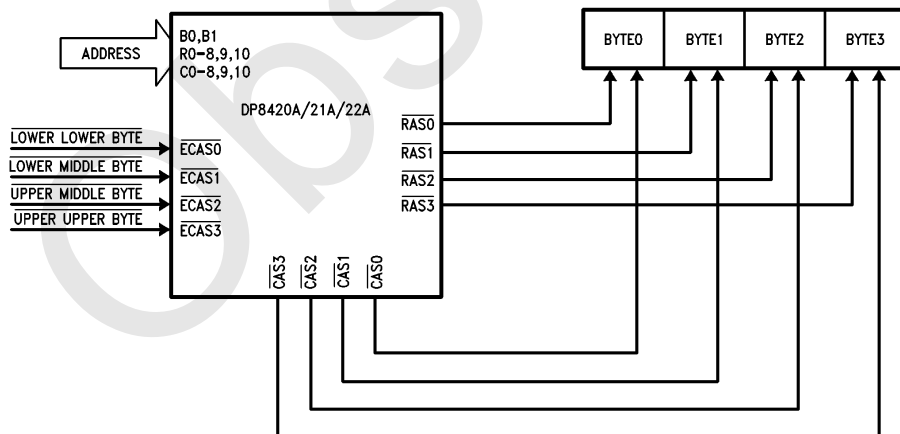 BYTE0 BYTE1 BYTE2 BYTE3
B0,B1
R0-8,9,10
C0-8,9,10
ADDRESS
DP8420A/21A/22A
LOWER LOWER BYTE
LOWER MIDDLE BYTE
UPPER MIDDLE BYTE
UPPER UPPER BYTE
ECAS0
ECAS1
ECAS2
ECAS3
RAS0
RAS1
RAS2
RAS3
CAS3
CAS2
CAS1
CAS0
Obs